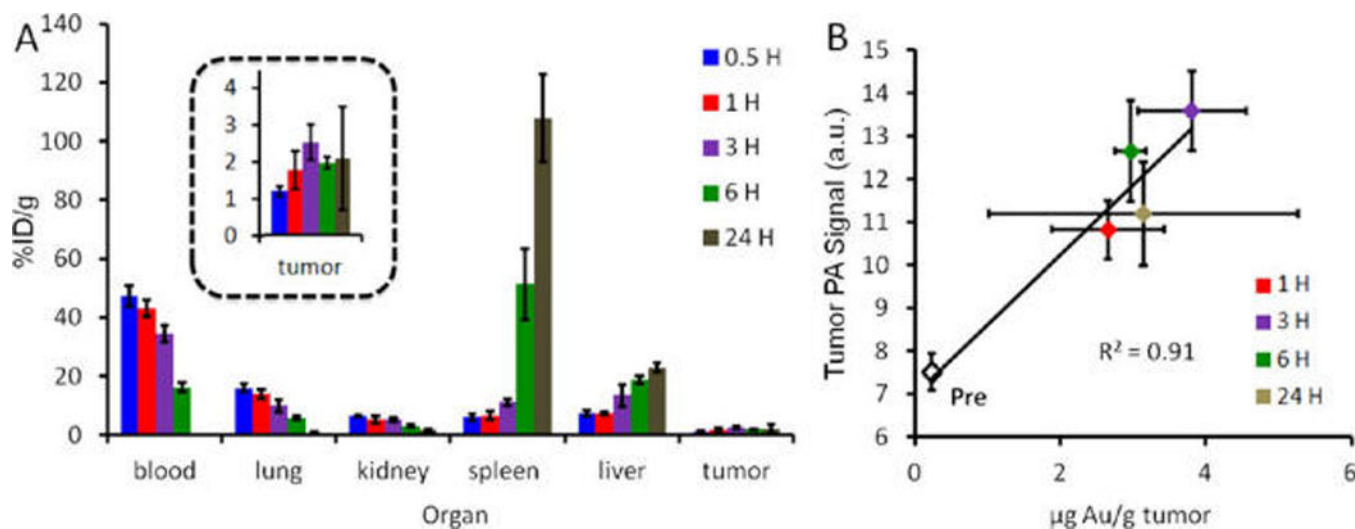 A
140
120
100
80
60
40
20
0
%ID/g
4
3
2
1
0
tumor
0.5 H
1 H
3 H
6 H
24 H
blood lung kidney spleen liver tumor
Organ
B
15
14
13
12
11
10
9
8
7
6
Tumor PA Signal (a.u.)
Pre
R² = 0.91
1 H
3 H
6 H
24 H
0 2 4 6
µg Au/g tumor